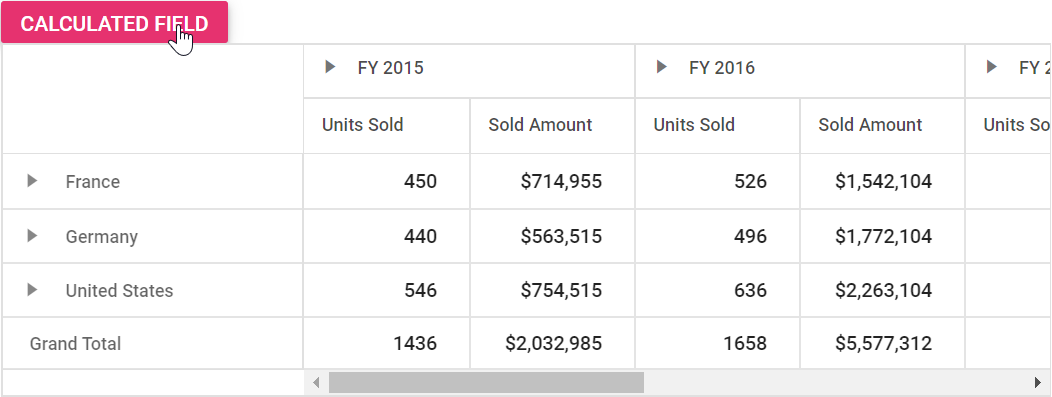 CALCULATED FIELD
FY 2015 FY 2016 FY 2
Units Sold Sold Amount Units Sold Sold Amount Units So
France 450 $714,955 526 $1,542,104
Germany 440 $563,515 496 $1,772,104
United States 546 $754,515 636 $2,263,104
Grand Total 1436 $2,032,985 1658 $5,577,312